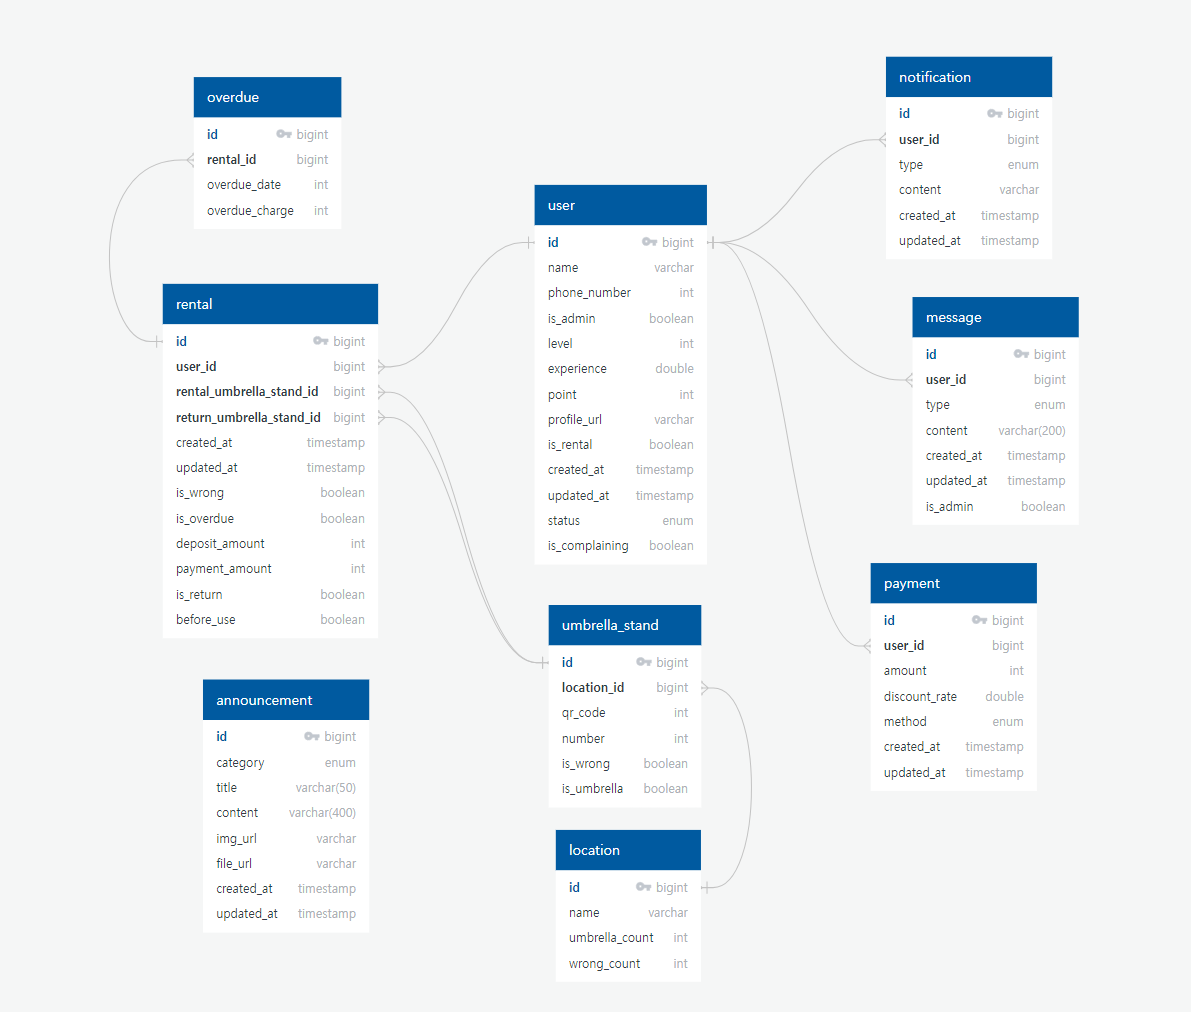 overdue
id bigint
rental_id bigint
overdue_date int
overdue_charge int
rental
id bigint
user_id bigint
rental_umbrella_stand_id bigint
return_umbrella_stand_id bigint
created_at timestamp
updated_at timestamp
is_wrong boolean
is_overdue boolean
deposit_amount int
payment_amount int
is_return boolean
before_use boolean
announcement
id bigint
category enum
title varchar(50)
content varchar(400)
img_url varchar
file_url varchar
created_at timestamp
updated_at timestamp
user
id bigint
name varchar
phone_number int
is_admin boolean
level int
experience double
point int
profile_url varchar
is_rental boolean
created_at timestamp
updated_at timestamp
status enum
is_complaining boolean
umbrella_stand
id bigint
location_id bigint
qr_code int
number int
is_wrong boolean
is_umbrella boolean
location
id bigint
name varchar
umbrella_count int
wrong_count int
notification
id bigint
user_id bigint
type enum
content varchar
created_at timestamp
updated_at timestamp
message
id bigint
user_id bigint
type enum
content varchar(200)
created_at timestamp
updated_at timestamp
is_admin boolean
payment
id bigint
user_id bigint
amount int
discount_rate double
method enum
created_at timestamp
updated_at timestamp